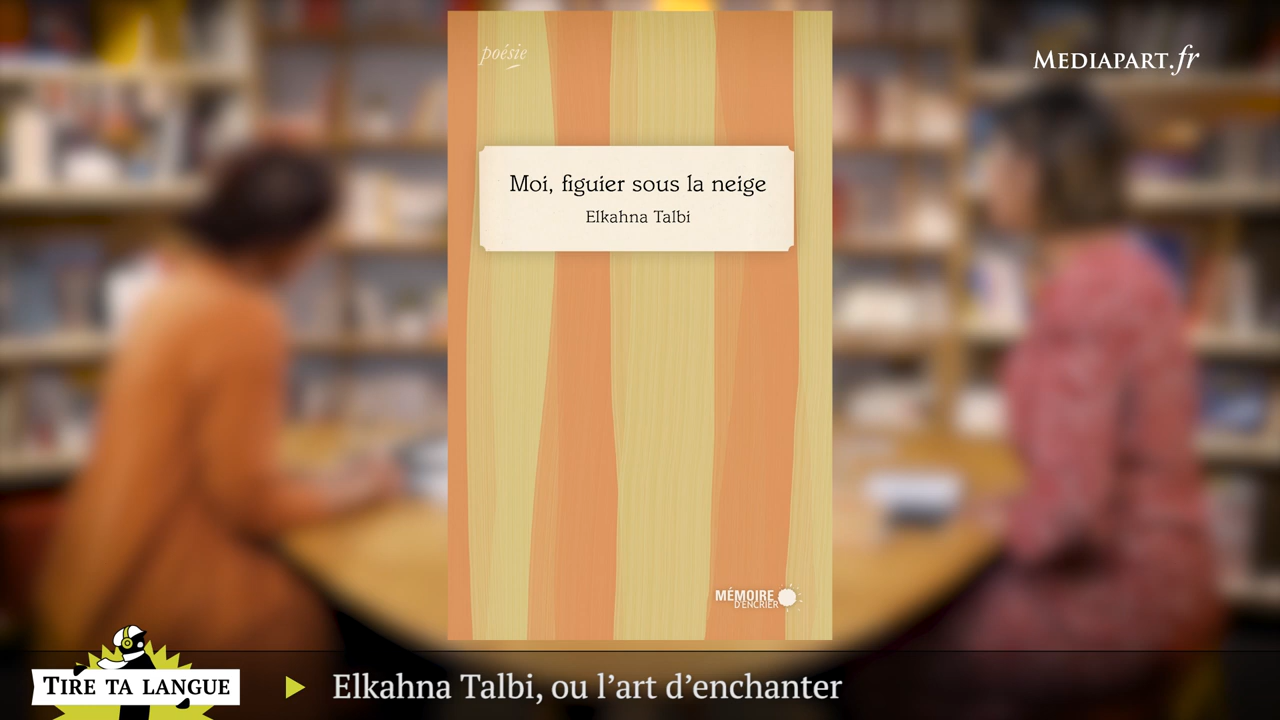 poésie
MEDIAPART.fr
Moi, figuier sous la neige
Elkahna Talbi
MÉMOIRE
D'ENCRIER
TIRE TA LANGUE
Elkahna Talbi, ou l’art d’enchanter